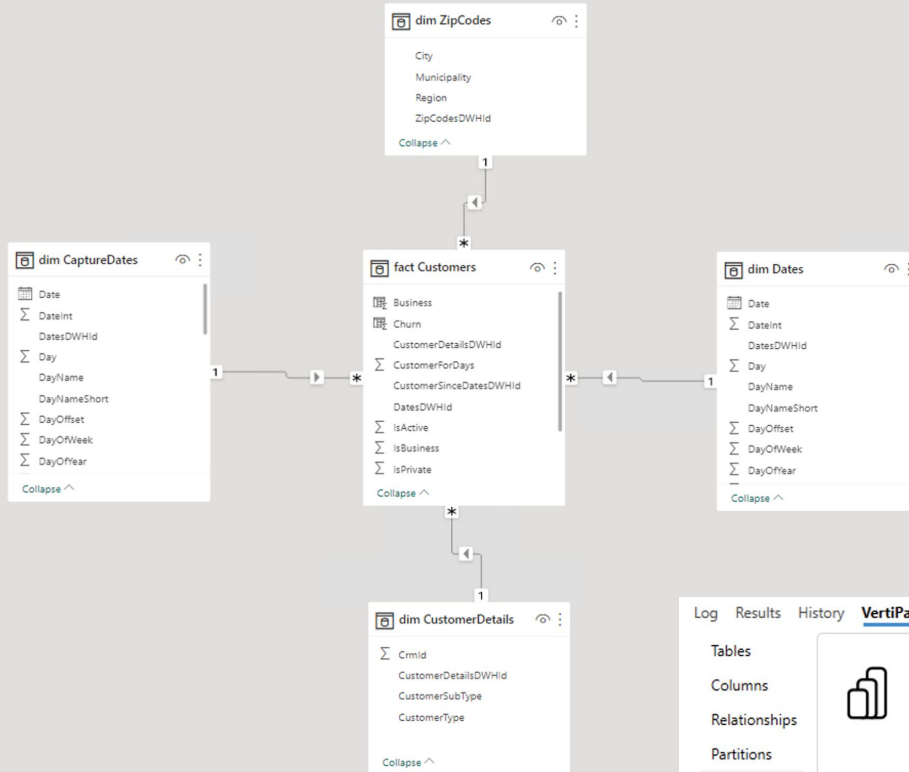 dim ZipCodes
City
Municipality
Region
ZipCodesDWHId
Collapse
1
*
dim CaptureDates
Date
DateInt
DatesDWHId
Day
DayName
DayNameShort
DayOffset
DayOfWeek
DayOfYear
Collapse
1
*
fact Customers
Business
Churn
CustomerDetailsDWHId
CustomerForDays
CustomerSinceDatesDWHId
DatesDWHId
IsActive
IsBusiness
IsPrivate
Collapse
*
1
dim Dates
Date
DateInt
DatesDWHId
Day
DayName
DayNameShort
DayOffset
DayOfWeek
DayOfYear
Collapse
*
1
dim CustomerDetails
CrmId
CustomerDetailsDWHId
CustomerSubType
CustomerType
Collapse
Log Results History VertiPa
Tables
Columns
Relationships
Partitions